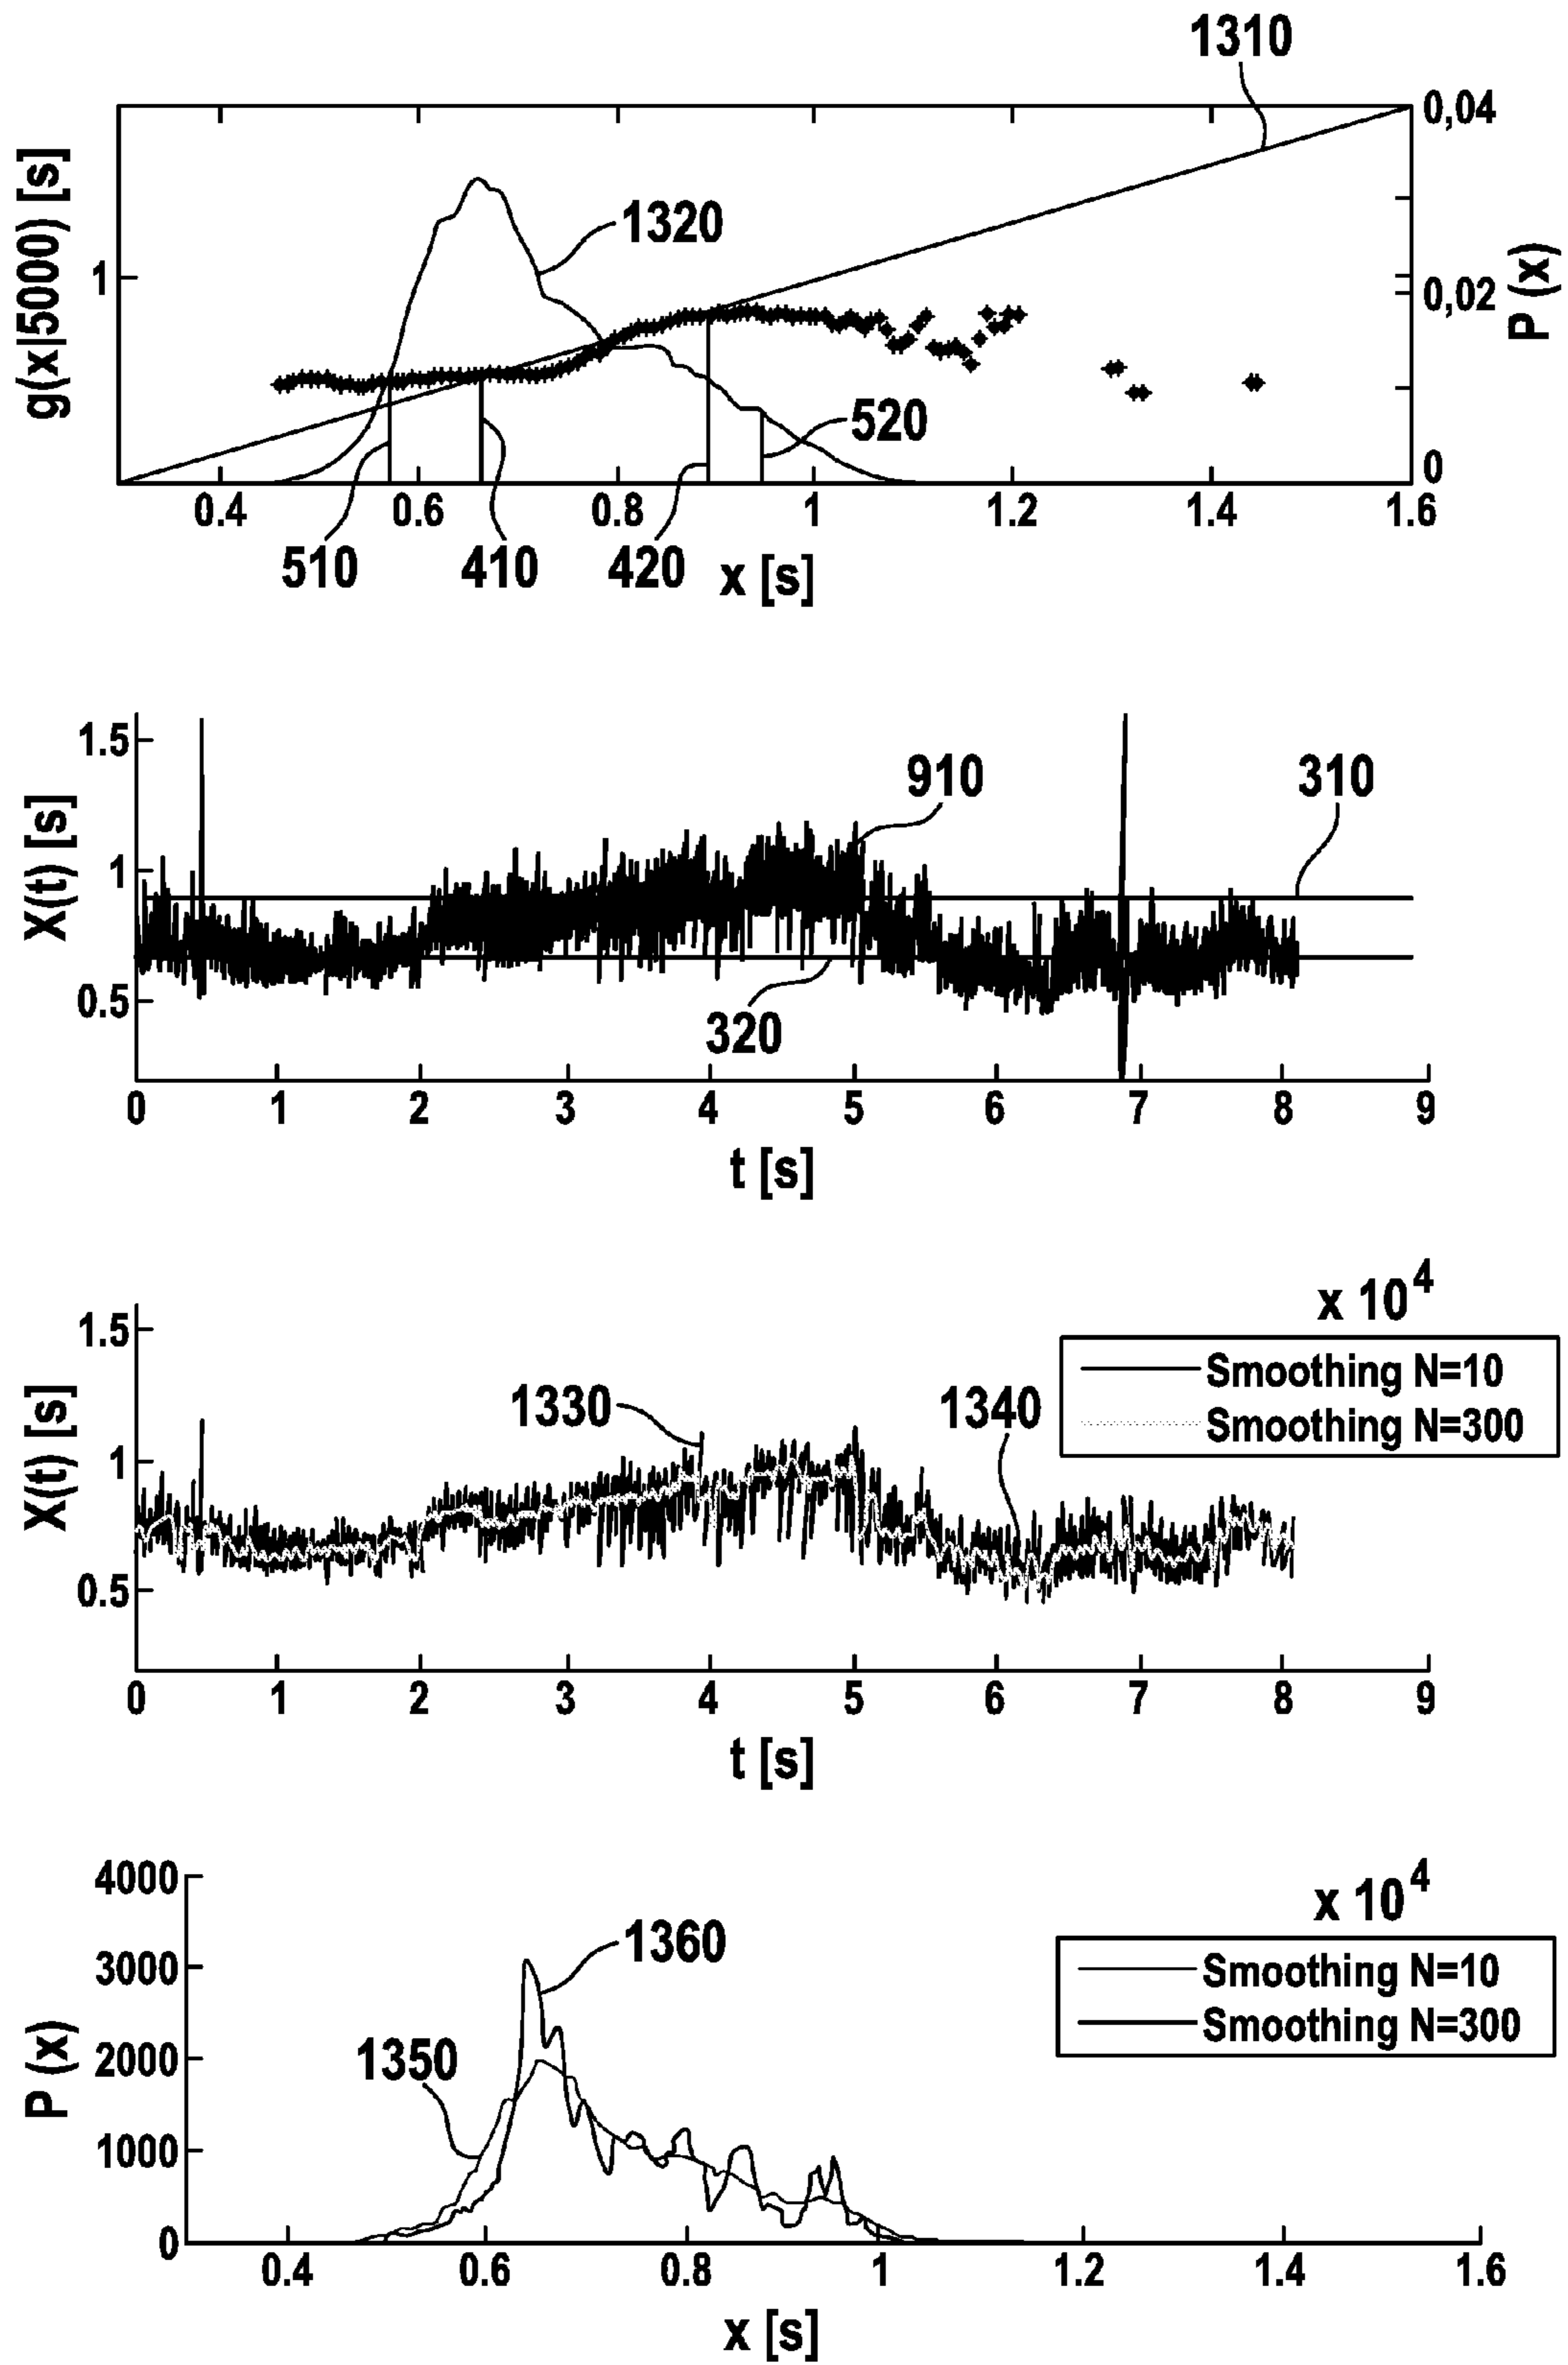 1310
0,04
g(x|5000) [s]
1320
1
0,02
P (x)
520
0
0.4 0.6 0.8 1 1.2 1.4 1.6
510 410 420 x [s]
1.5
910 310
X(t) [s]
1
0.5
320
0 1 2 3 4 5 6 7 8 9
t [s]
x 10^4
1.5
Smoothing N=10
Smoothing N=300
1330 1340
X(t) [s]
1
0.5
0 1 2 3 4 5 6 7 8 9
t [s]
x 10^4
4000
1360
Smoothing N=10
Smoothing N=300
3000
P (x)
1350
2000
1000
0
0.4 0.6 0.8 1 1.2 1.4 1.6
x [s]